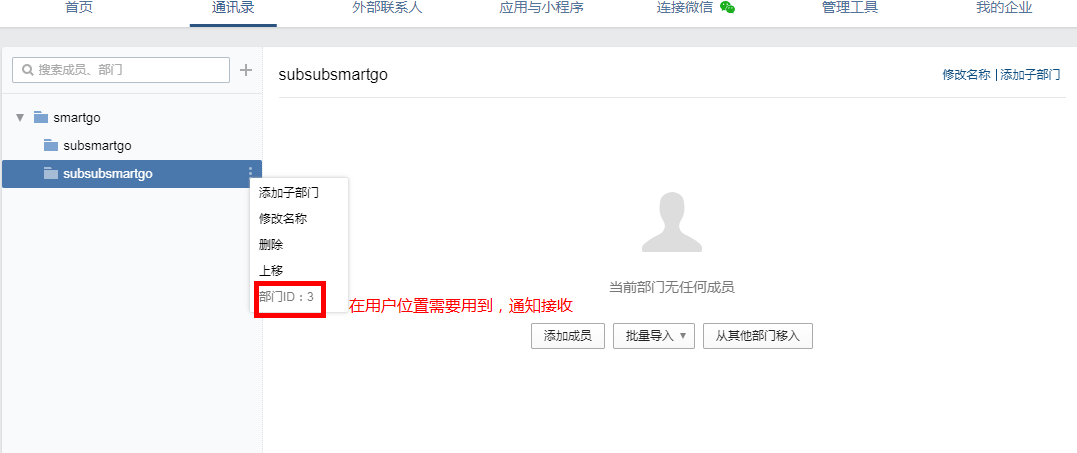 首页 通讯录 外部联系人 应用与小程序 连接微信 管理工具 我的企业
搜索成员、部门
subsubsmartgo
修改名称 | 添加子部门
smartgo
subsmartgo
subsubsmartgo
添加子部门
修改名称
删除
上移
部门ID：3
在用户位置需要用到，通知接收
当前部门无任何成员
添加成员 批量导入 从其他部门移入